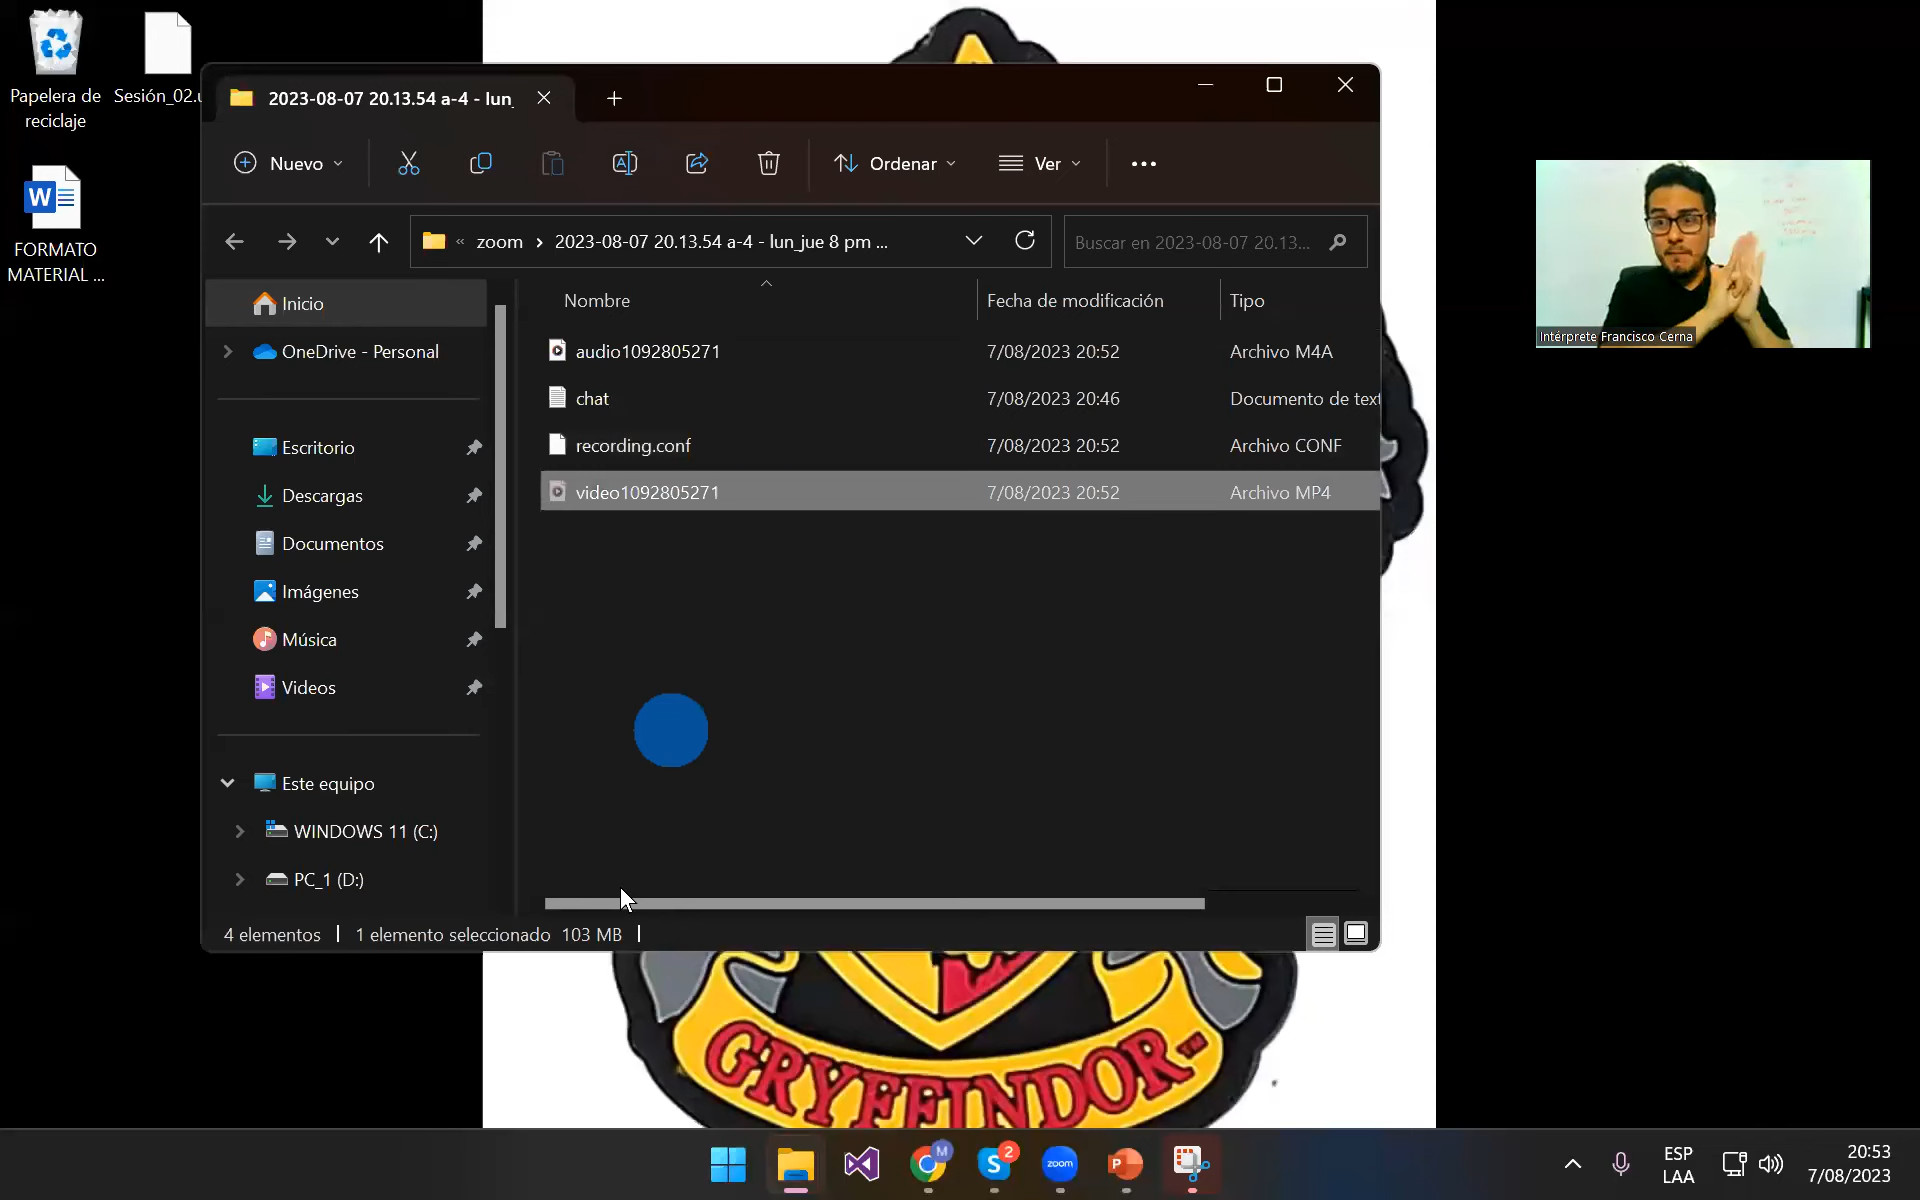 Papelera de
reciclaje
Sesión_02.u
FORMATO
MATERIAL ...
2023-08-07 20.13.54 a-4 - lun_
Nuevo
Ordenar
Ver
« zoom > 2023-08-07 20.13.54 a-4 - lun_jue 8 pm ...
Buscar en 2023-08-07 20.13...
Inicio
OneDrive - Personal
Escritorio
Descargas
Documentos
Imágenes
Música
Videos
Este equipo
WINDOWS 11 (C:)
PC_1 (D:)
Nombre Fecha de modificación Tipo
audio1092805271 7/08/2023 20:52 Archivo M4A
chat 7/08/2023 20:46 Documento de text
recording.conf 7/08/2023 20:52 Archivo CONF
video1092805271 7/08/2023 20:52 Archivo MP4
4 elementos 1 elemento seleccionado 103 MB
Intérprete Francisco Cerna
GRYFFINDOR™
M
S 2
zoom
P
ESP
LAA
20:53
7/08/2023